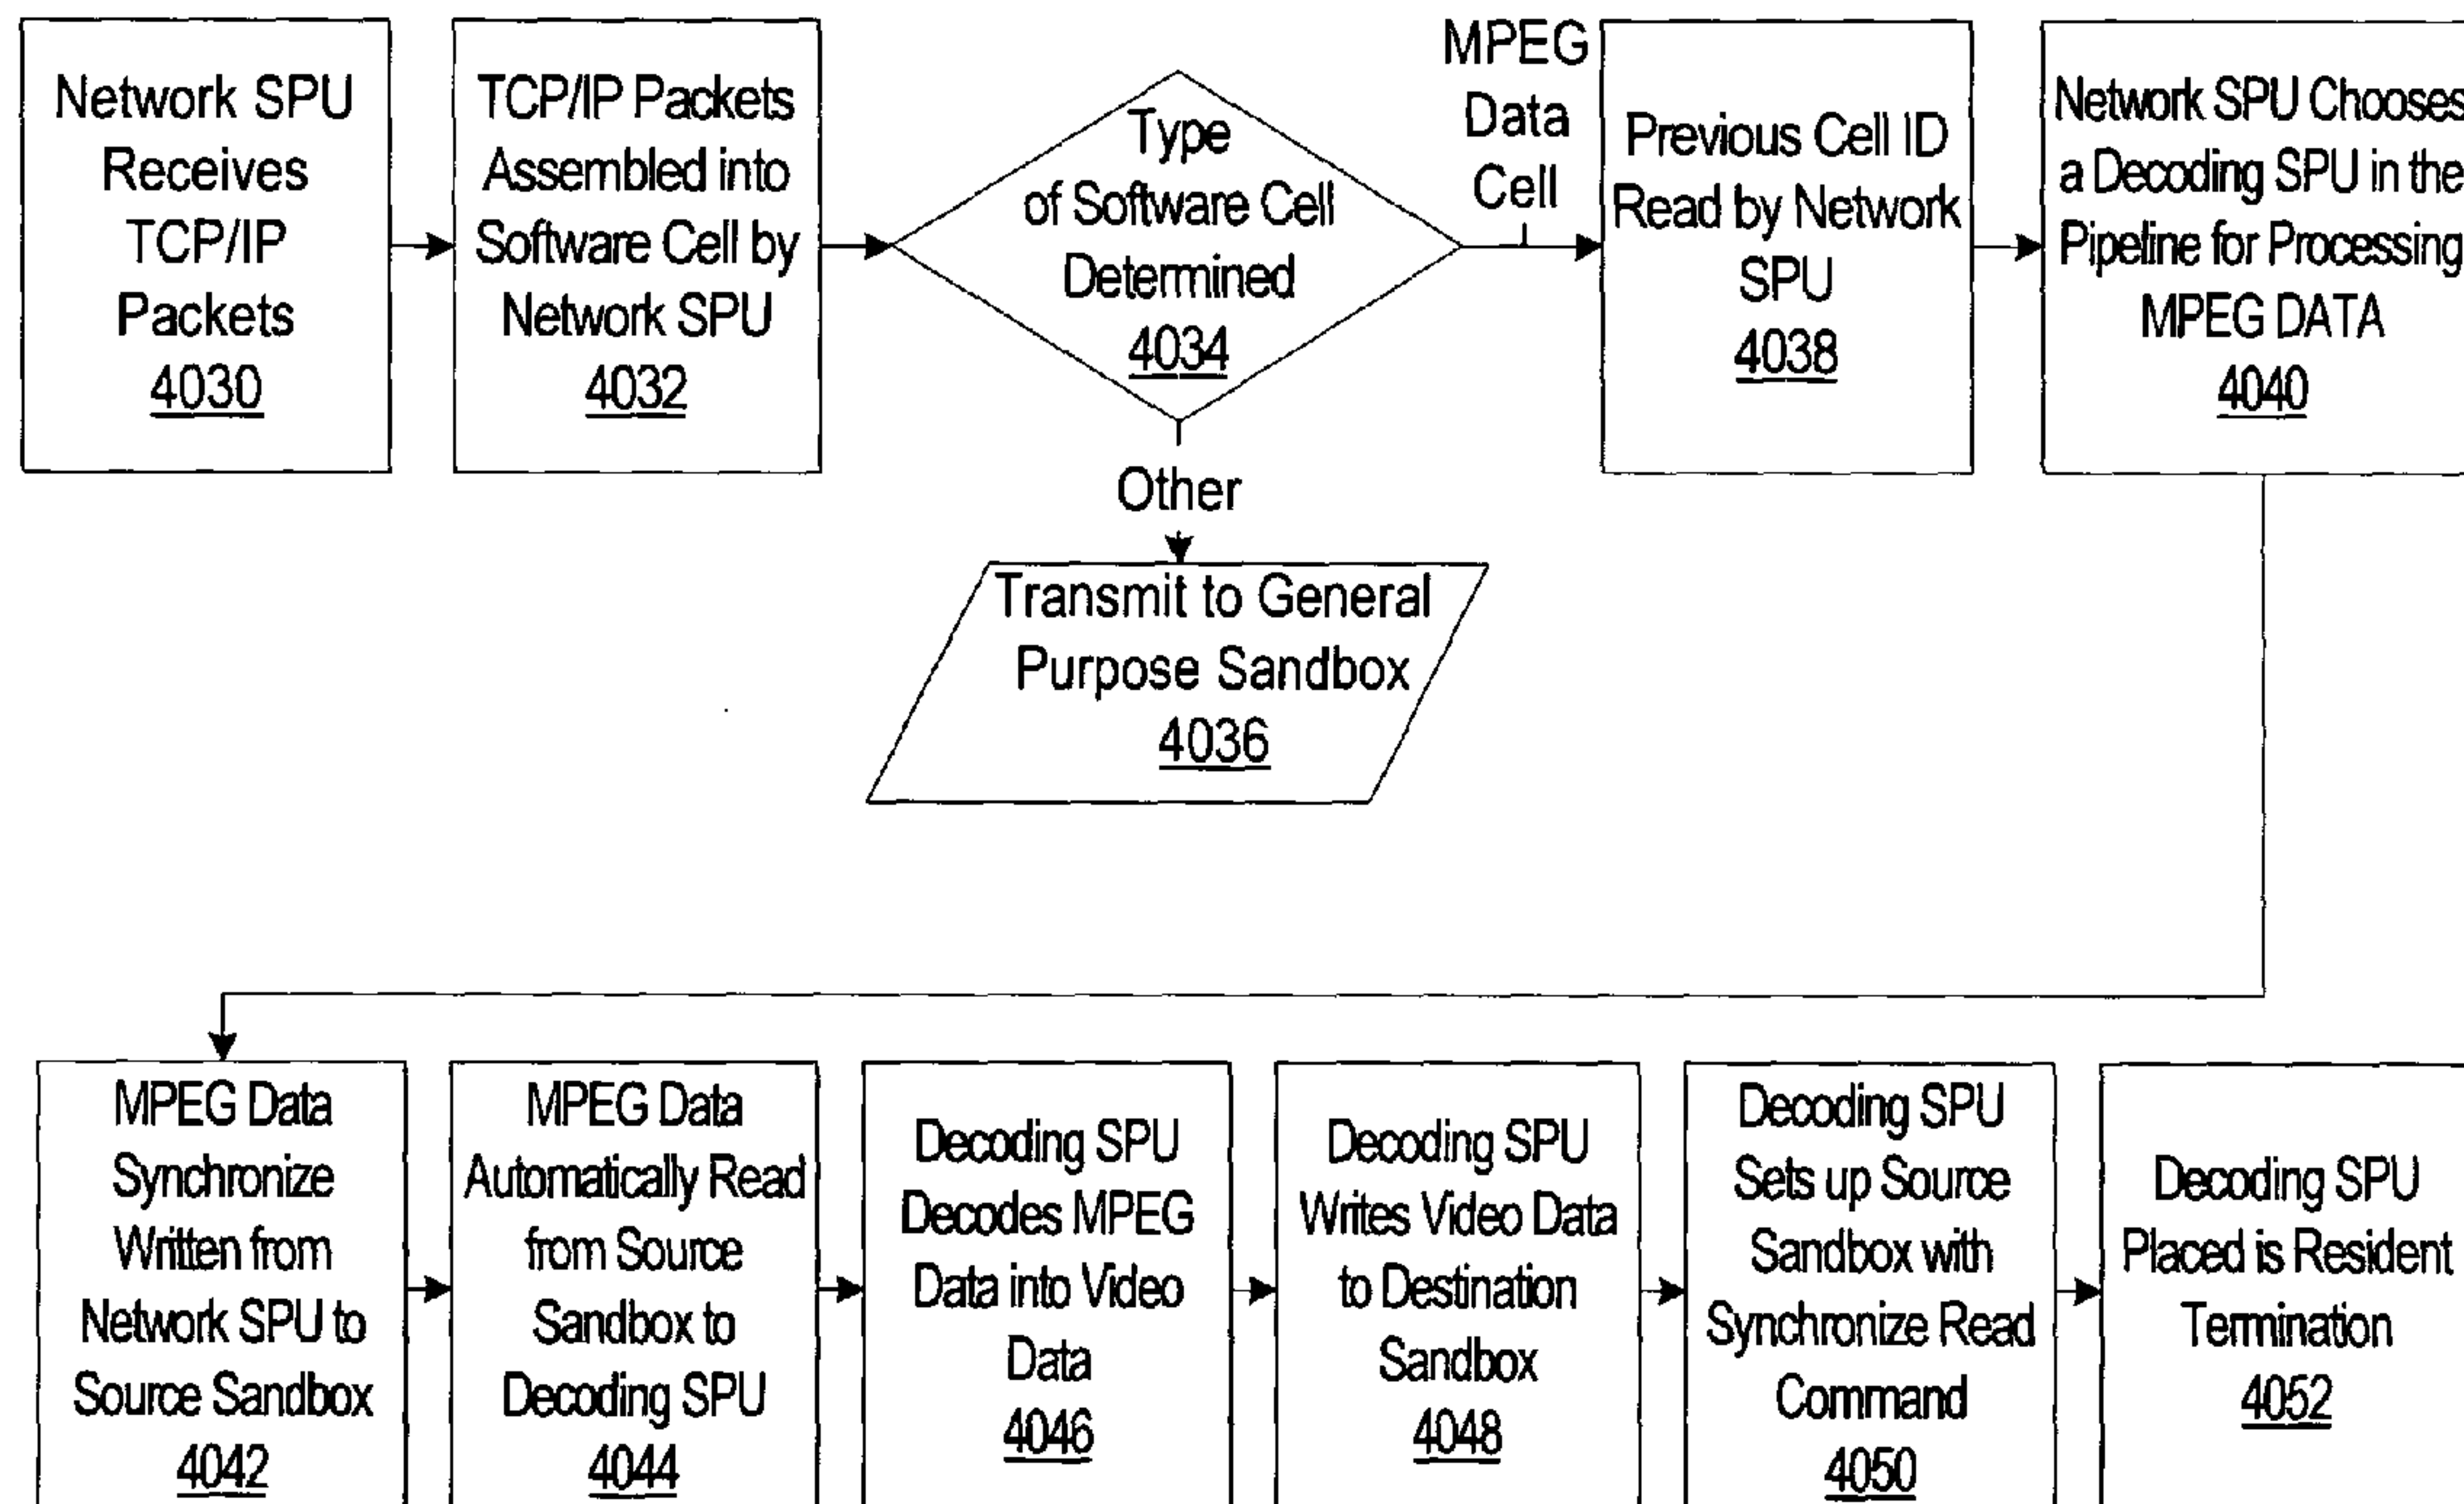 Network SPU
Receives
TCP/IP
Packets
4030
TCP/IP Packets
Assembled into
Software Cell by
Network SPU
4032
Type
of Software Cell
Determined
4034
MPEG
Data
Cell
Previous Cell ID
Read by Network
SPU
4038
Network SPU Chooses
a Decoding SPU in the
Pipeline for Processing
MPEG DATA
4040
Other
Transmit to General
Purpose Sandbox
4036
MPEG Data
Synchronize
Written from
Network SPU to
Source Sandbox
4042
MPEG Data
Automatically Read
from Source
Sandbox to
Decoding SPU
4044
Decoding SPU
Decodes MPEG
Data into Video
Data
4046
Decoding SPU
Writes Video Data
to Destination
Sandbox
4048
Decoding SPU
Sets up Source
Sandbox with
Synchronize Read
Command
4050
Decoding SPU
Placed is Resident
Termination
4052